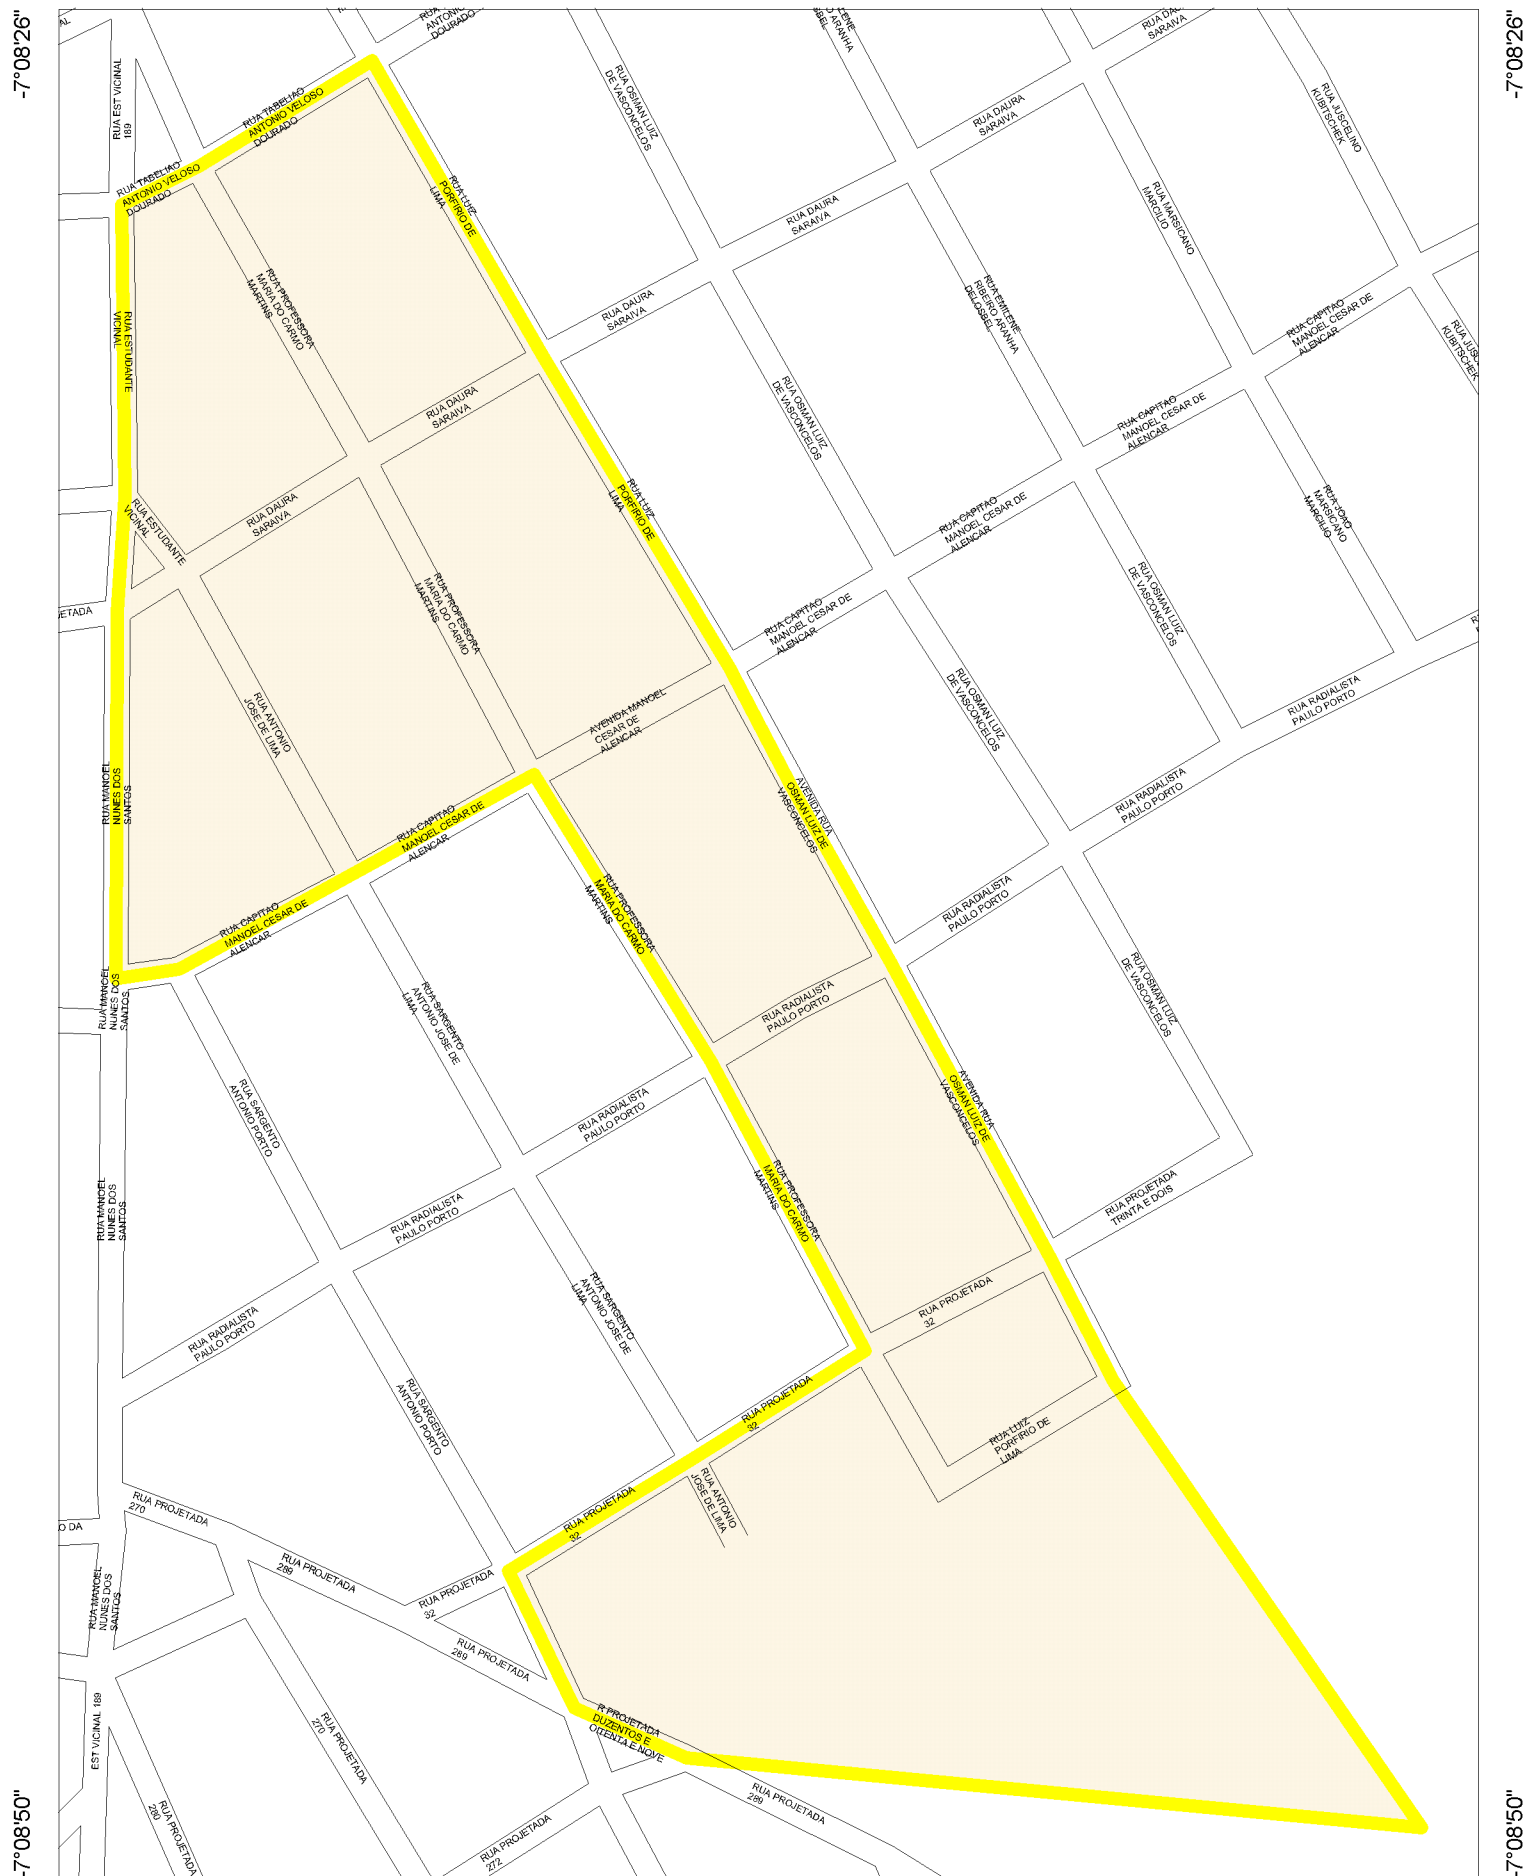 -7°08'26"
-7°08'26"
RUA
ANTONIO
DOURADO
SARAIVA
RUA EST VICINAL
189
RUA TABELIAO
ANTONIO VELOSO
DOURADO
RUA OSMAN LUIZ
DE VASCONCELOS
RUA DAURA
SARAIVA
RUA JUSCELINO
KUBITSCHEK
RUA TABELIAO
ANTONIO VELOSO
DOURADO
RUA LUIZ
PORFIRIO DE
LIMA
RUA DAURA
SARAIVA
RUA MARSICANO
MARCILIO
RUA PROFESSORA
MARIA DO CARMO
MARTINS
RUA DAURA
SARAIVA
RUA EMILENE
RIBEIRO ARANHA
DELOSBEL
RUA CAPITAO
MANOEL CESAR DE
ALENCAR
RUA ESTUDANTE
VICINAL
KUBITSCHEK
RUA DAURA
SARAIVA
RUA OSMAN LUIZ
DE VASCONCELOS
RUA CAPITAO
MANOEL CESAR DE
ALENCAR
RUA ESTUDANTE
VICINAL
RUA DAURA
SARAIVA
RUA LUIZ
PORFIRIO DE
LIMA
RUA CAPITAO
MANOEL CESAR DE
ALENCAR
RUA JOAO
MARSICANO
MARCILIO
RUA PROFESSORA
MARIA DO CARMO
MARTINS
RUA CAPITAO
MANOEL CESAR DE
ALENCAR
RUA OSMAN LUIZ
DE VASCONCELOS
RUA ANTONIO
JOSE DE LIMA
AVENIDA MANOEL
CESAR DE
ALENCAR
RUA OSMAN LUIZ
DE VASCONCELOS
RUA RADIALISTA
PAULO PORTO
RUA MANOEL
NUNES DOS
SANTOS
RUA CAPITAO
MANOEL CESAR DE
ALENCAR
AVENIDA RUA
OSMAN LUIZ DE
VASCONCELOS
RUA RADIALISTA
PAULO PORTO
RUA CAPITAO
MANOEL CESAR DE
ALENCAR
RUA PROFESSORA
MARIA DO CARMO
MARTINS
RUA RADIALISTA
PAULO PORTO
RUA MANOEL
NUNES DOS
SANTOS
RUA SARGENTO
ANTONIO JOSE DE
LIMA
RUA RADIALISTA
PAULO PORTO
RUA OSMAN LUIZ
DE VASCONCELOS
RUA SARGENTO
ANTONIO PORTO
RUA RADIALISTA
PAULO PORTO
AVENIDA RUA
OSMAN LUIZ DE
VASCONCELOS
RUA MANOEL
NUNES DOS
SANTOS
RUA RADIALISTA
PAULO PORTO
RUA PROFESSORA
MARIA DO CARMO
MARTINS
RUA PROJETADA
TRINTA E DOIS
RUA RADIALISTA
PAULO PORTO
RUA SARGENTO
ANTONIO JOSE DE
LIMA
RUA PROJETADA
32
RUA SARGENTO
ANTONIO PORTO
RUA PROJETADA
32
RUA LUIZ
PORFIRIO DE
LIMA
RUA PROJETADA
270
RUA PROJETADA
32
RUA ANTONIO
JOSE DE LIMA
O DA
RUA PROJETADA
289
RUA PROJETADA
32
RUA MANOEL
NUNES DOS
SANTOS
RUA PROJETADA
289
EST VICINAL 189
RUA PROJETADA
270
R PROJETADA
DUZENTOS E
OITENTA E NOVE
RUA PROJETADA
289
RUA PROJETADA
280
RUA PROJETADA
272
-7°08'50"
-7°08'50"